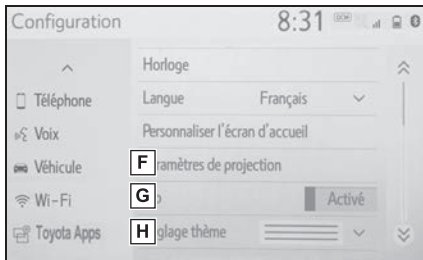 Configuration
8:31
DCM
Horloge
Téléphone
Langue Français
Voix
Personnaliser l'écran d'accueil
Véhicule
F ramètres de projection
Wi-Fi
G Activé
Toyota Apps
H glage thème